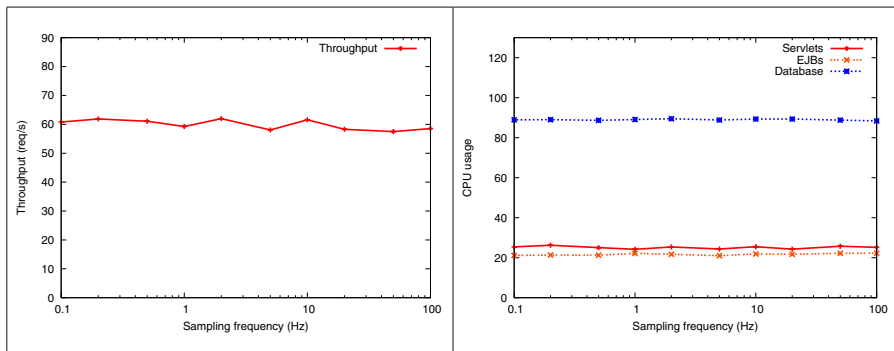 Throughput
90
80
70
60
50
40
30
20
10
0
Throughput (req/s)
0.1 1 10 100
Sampling frequency (Hz)
Servlets
EJBs
Database
120
100
80
60
40
20
0
CPU usage
0.1 1 10 100
Sampling frequency (Hz)